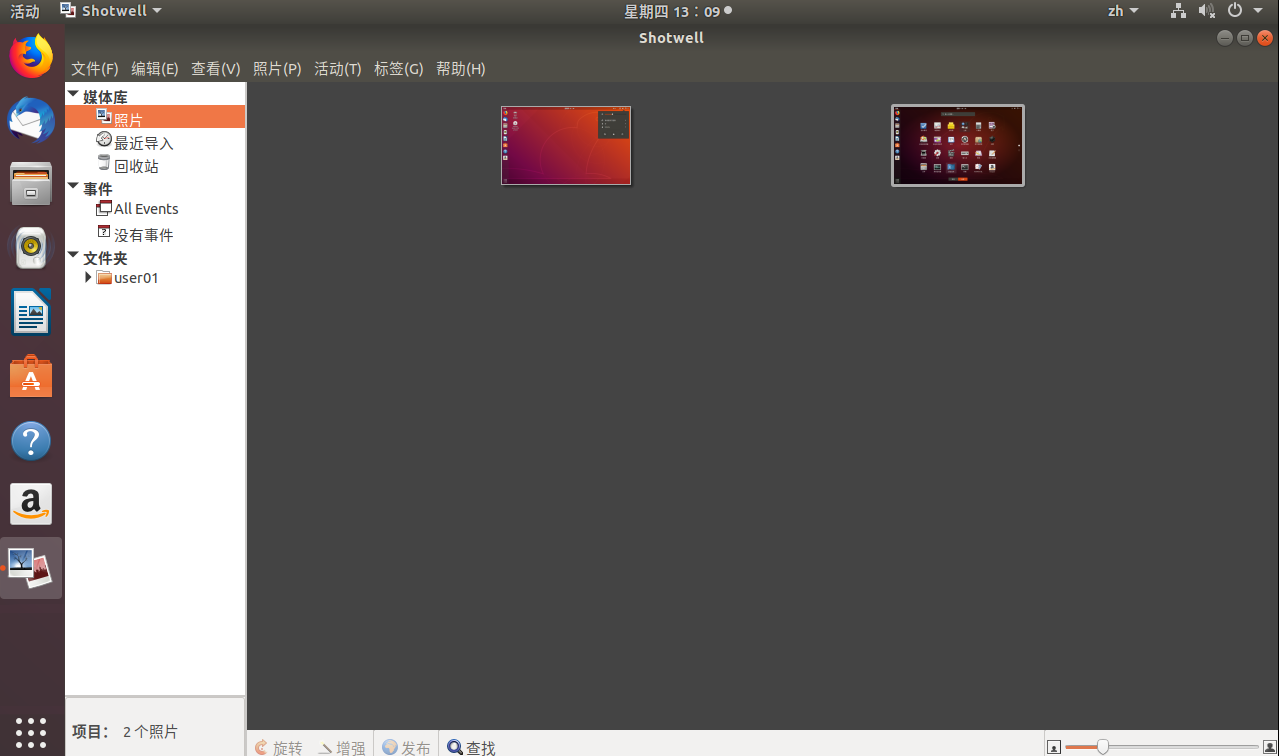 活动 Shotwell 星期四 13：09 zh
Shotwell
文件(F) 编辑(E) 查看(V) 照片(P) 活动(T) 标签(G) 帮助(H)
媒体库
照片
最近导入
回收站
事件
All Events
没有事件
文件夹
user01
项目： 2 个照片
旋转 增强 发布 查找